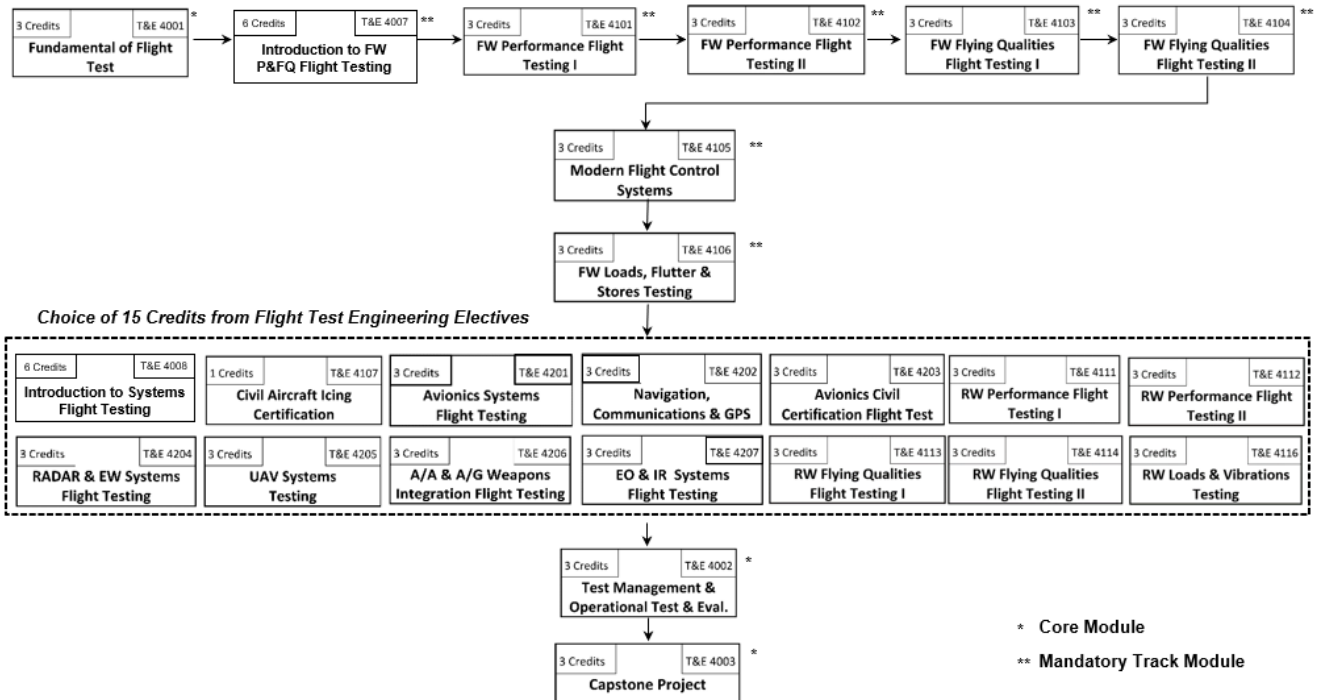 3 Credits T&E 4001 *
Fundamental of Flight
Test
6 Credits T&E 4007 **
Introduction to FW
P&FQ Flight Testing
3 Credits T&E 4101 **
FW Performance Flight
Testing I
3 Credits T&E 4102 **
FW Performance Flight
Testing II
3 Credits T&E 4103 **
FW Flying Qualities
Flight Testing I
3 Credits T&E 4104 **
FW Flying Qualities
Flight Testing II
3 Credits T&E 4105 **
Modern Flight Control
Systems
3 Credits T&E 4106 **
FW Loads, Flutter &
Stores Testing
Choice of 15 Credits from Flight Test Engineering Electives
6 Credits T&E 4008
Introduction to Systems
Flight Testing
1 Credits T&E 4107
Civil Aircraft Icing
Certification
3 Credits T&E 4201
Avionics Systems
Flight Testing
3 Credits T&E 4202
Navigation,
Communications & GPS
3 Credits T&E 4203
Avionics Civil
Certification Flight Test
3 Credits T&E 4111
RW Performance Flight
Testing I
3 Credits T&E 4112
RW Performance Flight
Testing II
3 Credits T&E 4204
RADAR & EW Systems
Flight Testing
3 Credits T&E 4205
UAV Systems
Testing
3 Credits T&E 4206
A/A & A/G Weapons
Integration Flight Testing
3 Credits T&E 4207
EO & IR Systems
Flight Testing
3 Credits T&E 4113
RW Flying Qualities
Flight Testing I
3 Credits T&E 4114
RW Flying Qualities
Flight Testing II
3 Credits T&E 4116
RW Loads & Vibrations
Testing
3 Credits T&E 4002 *
Test Management &
Operational Test & Eval.
3 Credits T&E 4003 *
Capstone Project
* Core Module
** Mandatory Track Module